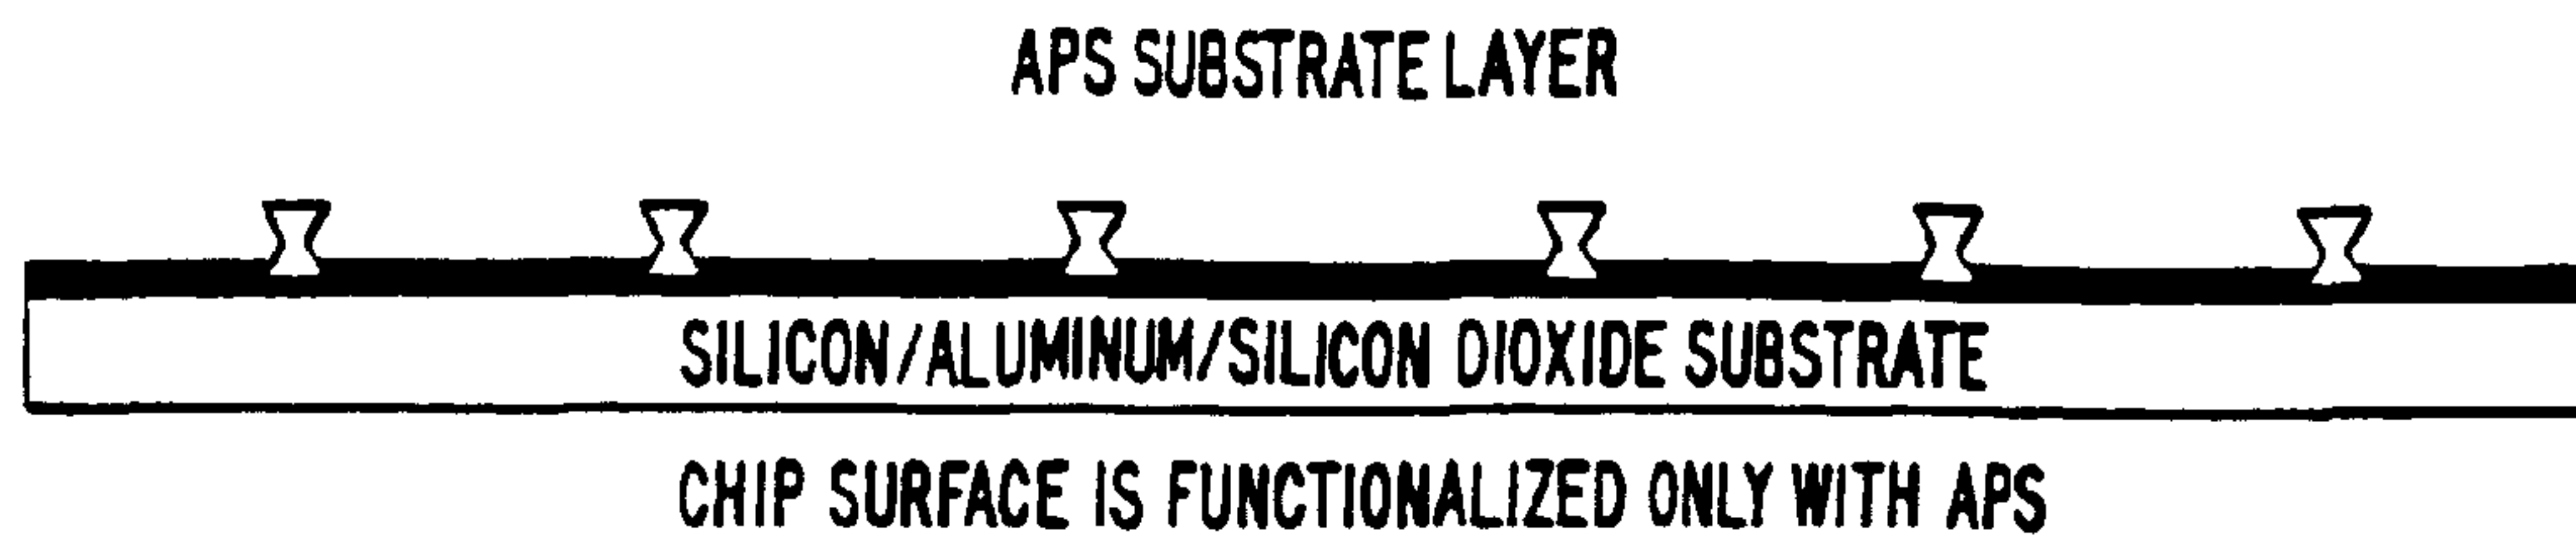 APS SUBSTRATE LAYER
SILICON/ALUMINUM/SILICON DIOXIDE SUBSTRATE
CHIP SURFACE IS FUNCTIONALIZED ONLY WITH APS